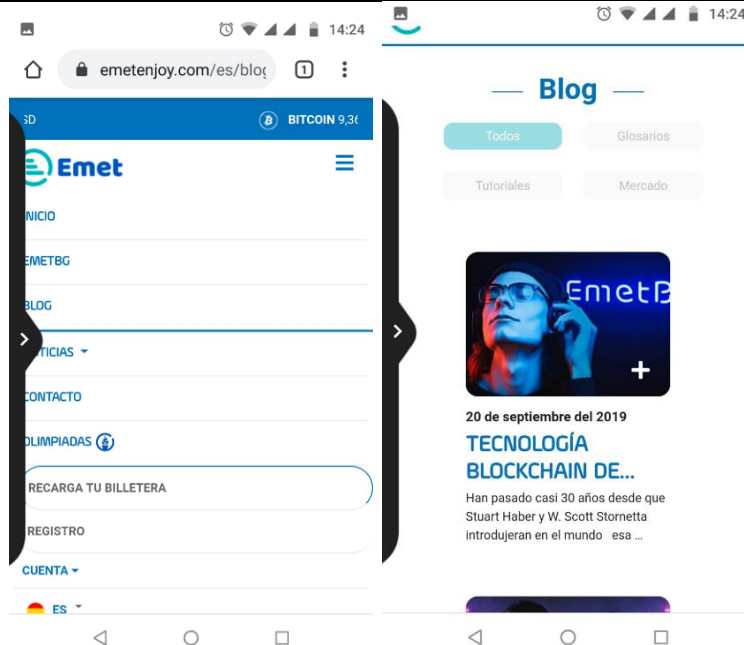 14:24
emetenjoy.com/es/blog
1
SD
BITCOIN 9,36
Emet
INICIO
EMETBG
BLOG
TICIAS
CONTACTO
OLIMPIADAS
RECARGA TU BILLETERA
REGISTRO
CUENTA
ES
14:24
Blog
Todos
Glosarios
Tutoriales
Mercado
EmetB
20 de septiembre del 2019
TECNOLOGÍA
BLOCKCHAIN DE...
Han pasado casi 30 años desde que
Stuart Haber y W. Scott Stornetta
introdujeran en el mundo esa ...